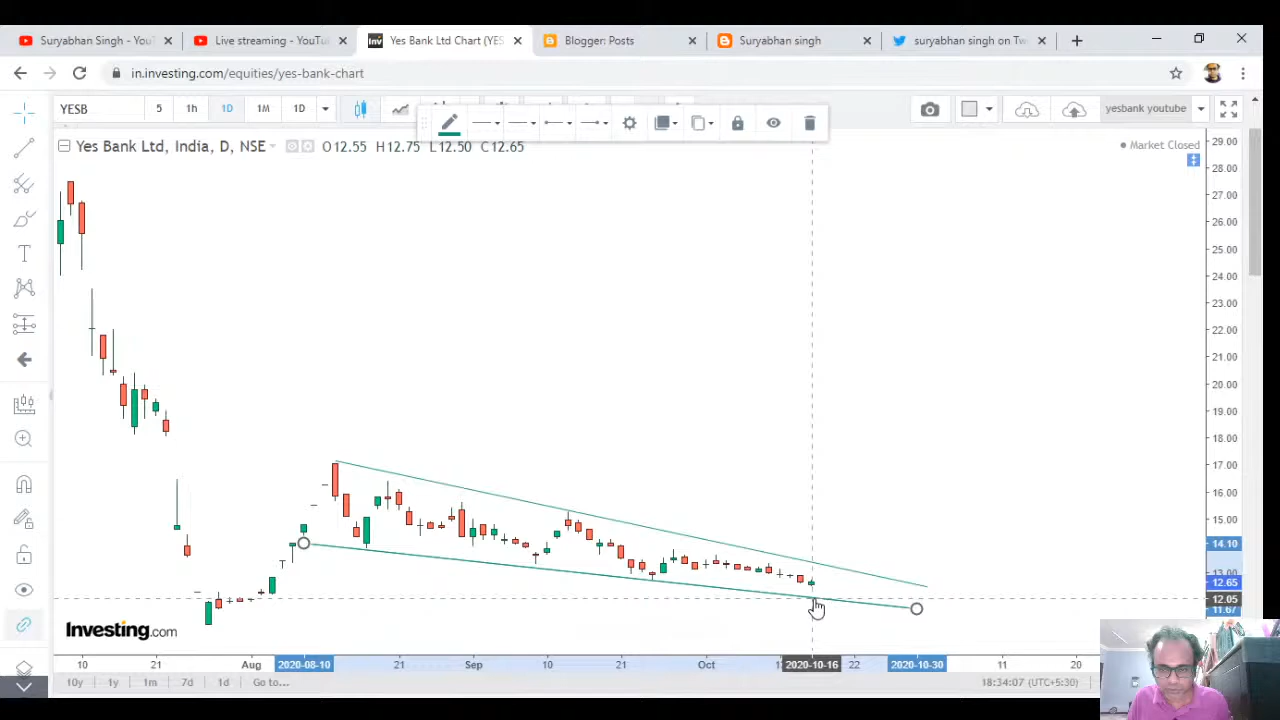 Suryabhan Singh - YouT
Live streaming - YouTu
Yes Bank Ltd Chart (YES
Blogger: Posts
Suryabhan singh
suryabhan singh on Tw
in.investing.com/equities/yes-bank-chart
YESB 5 1h 1D 1M 1D
yesbank youtube
Yes Bank Ltd, India, D, NSE O12.55 H12.75 L12.50 C12.65
Market Closed
29.00
28.00
27.00
26.00
25.00
24.00
23.00
22.00
21.00
20.00
19.00
18.00
17.00
16.00
15.00
14.10
13.00
12.65
12.05
11.67
Investing.com
10 21 Aug 2020-08-10 21 Sep 10 21 Oct 2020-10-16 22 2020-10-30 11 20
10y 1y 1m 7d 1d Go to... 18:34:07 (UTC+5:30)